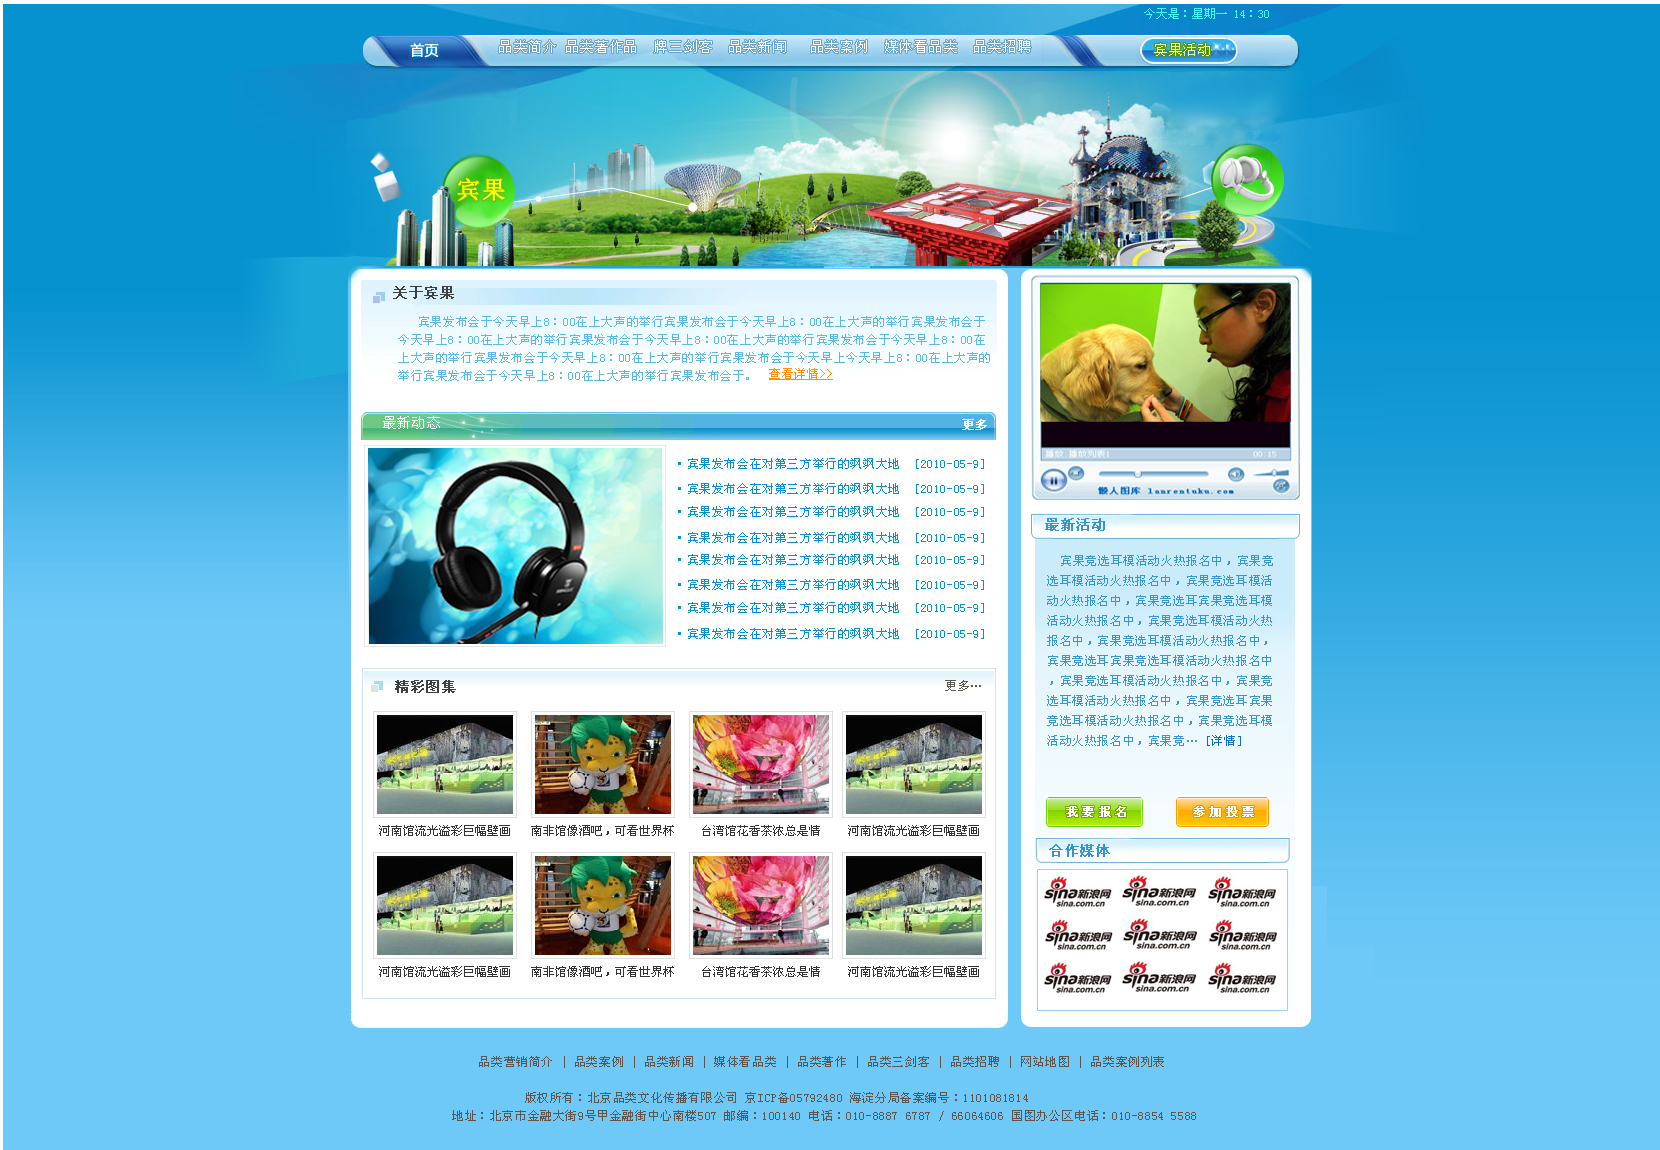 今天是：星期一 14：30
首页 品类简介 品类著作品 牌三剑客 品类新闻 品类案例 媒体看品类 品类招聘 宾果活动
宾果
关于宾果
宾果发布会于今天早上8：00在上大声的举行宾果发布会于今天早上8：00在上大声的举行宾果发布会于
今天早上8：00在上大声的举行宾果发布会于今天早上8：00在上大声的举行宾果发布会于今天早上8：00在
上大声的举行宾果发布会于今天早上8：00在上大声的举行宾果发布会于今天早上今天早上8：00在上大声的
举行宾果发布会于今天早上8：00在上大声的举行宾果发布会于。 查看详情>>
最新动态 更多
·宾果发布会在对第三方举行的飒飒大地 [2010-05-9]
·宾果发布会在对第三方举行的飒飒大地 [2010-05-9]
·宾果发布会在对第三方举行的飒飒大地 [2010-05-9]
·宾果发布会在对第三方举行的飒飒大地 [2010-05-9]
·宾果发布会在对第三方举行的飒飒大地 [2010-05-9]
·宾果发布会在对第三方举行的飒飒大地 [2010-05-9]
·宾果发布会在对第三方举行的飒飒大地 [2010-05-9]
·宾果发布会在对第三方举行的飒飒大地 [2010-05-9]
精彩图集 更多…
河南馆流光溢彩巨幅壁画 南非馆像酒吧，可看世界杯 台湾馆花香茶浓总是情 河南馆流光溢彩巨幅壁画
河南馆流光溢彩巨幅壁画 南非馆像酒吧，可看世界杯 台湾馆花香茶浓总是情 河南馆流光溢彩巨幅壁画
播放 播放列表1 00:15
懒人图库 lanrentuku.com
最新活动
宾果竞选耳模活动火热报名中，宾果竞
选耳模活动火热报名中，宾果竞选耳模活
动火热报名中，宾果竞选耳宾果竞选耳模
活动火热报名中，宾果竞选耳模活动火热
报名中，宾果竞选耳模活动火热报名中，
宾果竞选耳宾果竞选耳模活动火热报名中
，宾果竞选耳模活动火热报名中，宾果竞
选耳模活动火热报名中，宾果竞选耳宾果
竞选耳模活动火热报名中，宾果竞选耳模
活动火热报名中，宾果竞… [详情]
我要报名 参加投票
合作媒体
sina新浪网 sina新浪网 sina新浪网
sina.com.cn sina.com.cn sina.com.cn
sina新浪网 sina新浪网 sina新浪网
sina.com.cn sina.com.cn sina.com.cn
sina新浪网 sina新浪网 sina新浪网
sina.com.cn sina.com.cn sina.com.cn
品类营销简介 | 品类案例 | 品类新闻 | 媒体看品类 | 品类著作 | 品类三剑客 | 品类招聘 | 网站地图 | 品类案例列表
版权所有：北京品类文化传播有限公司 京ICP备05792480 海淀分局备案编号：1101081814
地址：北京市金融大街9号甲金融街中心南楼507 邮编：100140 电话：010-8887 6787 / 66064606 国图办公区电话：010-8854 5588